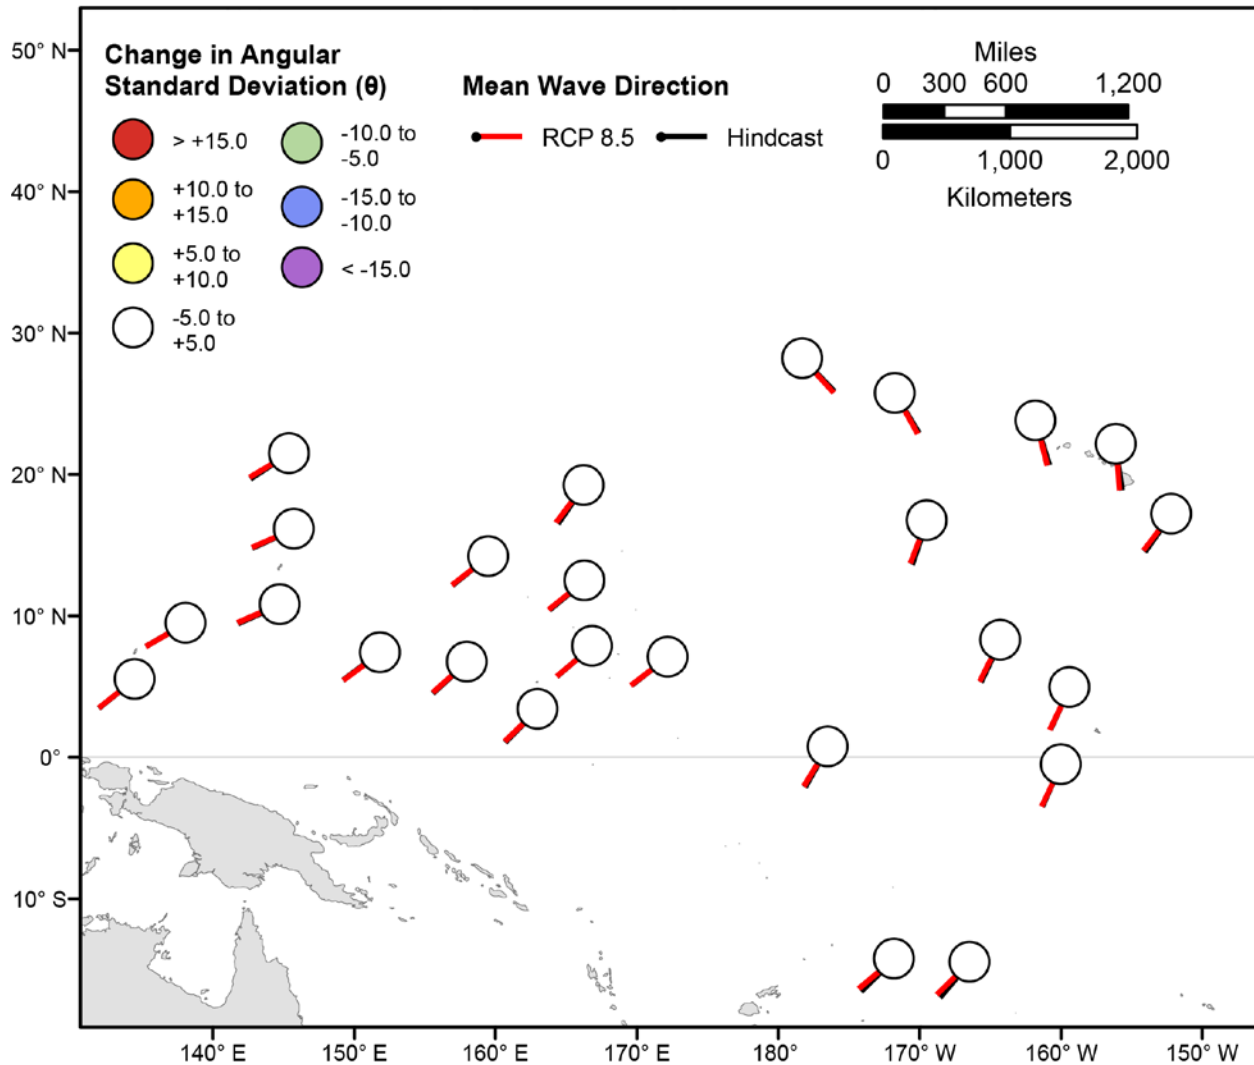 Change in Angular
Standard Deviation (θ)
> +15.0
+10.0 to
+15.0
+5.0 to
+10.0
-5.0 to
+5.0
-10.0 to
-5.0
-15.0 to
-10.0
< -15.0
Mean Wave Direction
RCP 8.5 Hindcast
Miles
0 300 600 1,200
0 1,000 2,000
Kilometers
50° N
40° N
30° N
20° N
10° N
0°
10° S
140° E 150° E 160° E 170° E 180° 170° W 160° W 150° W